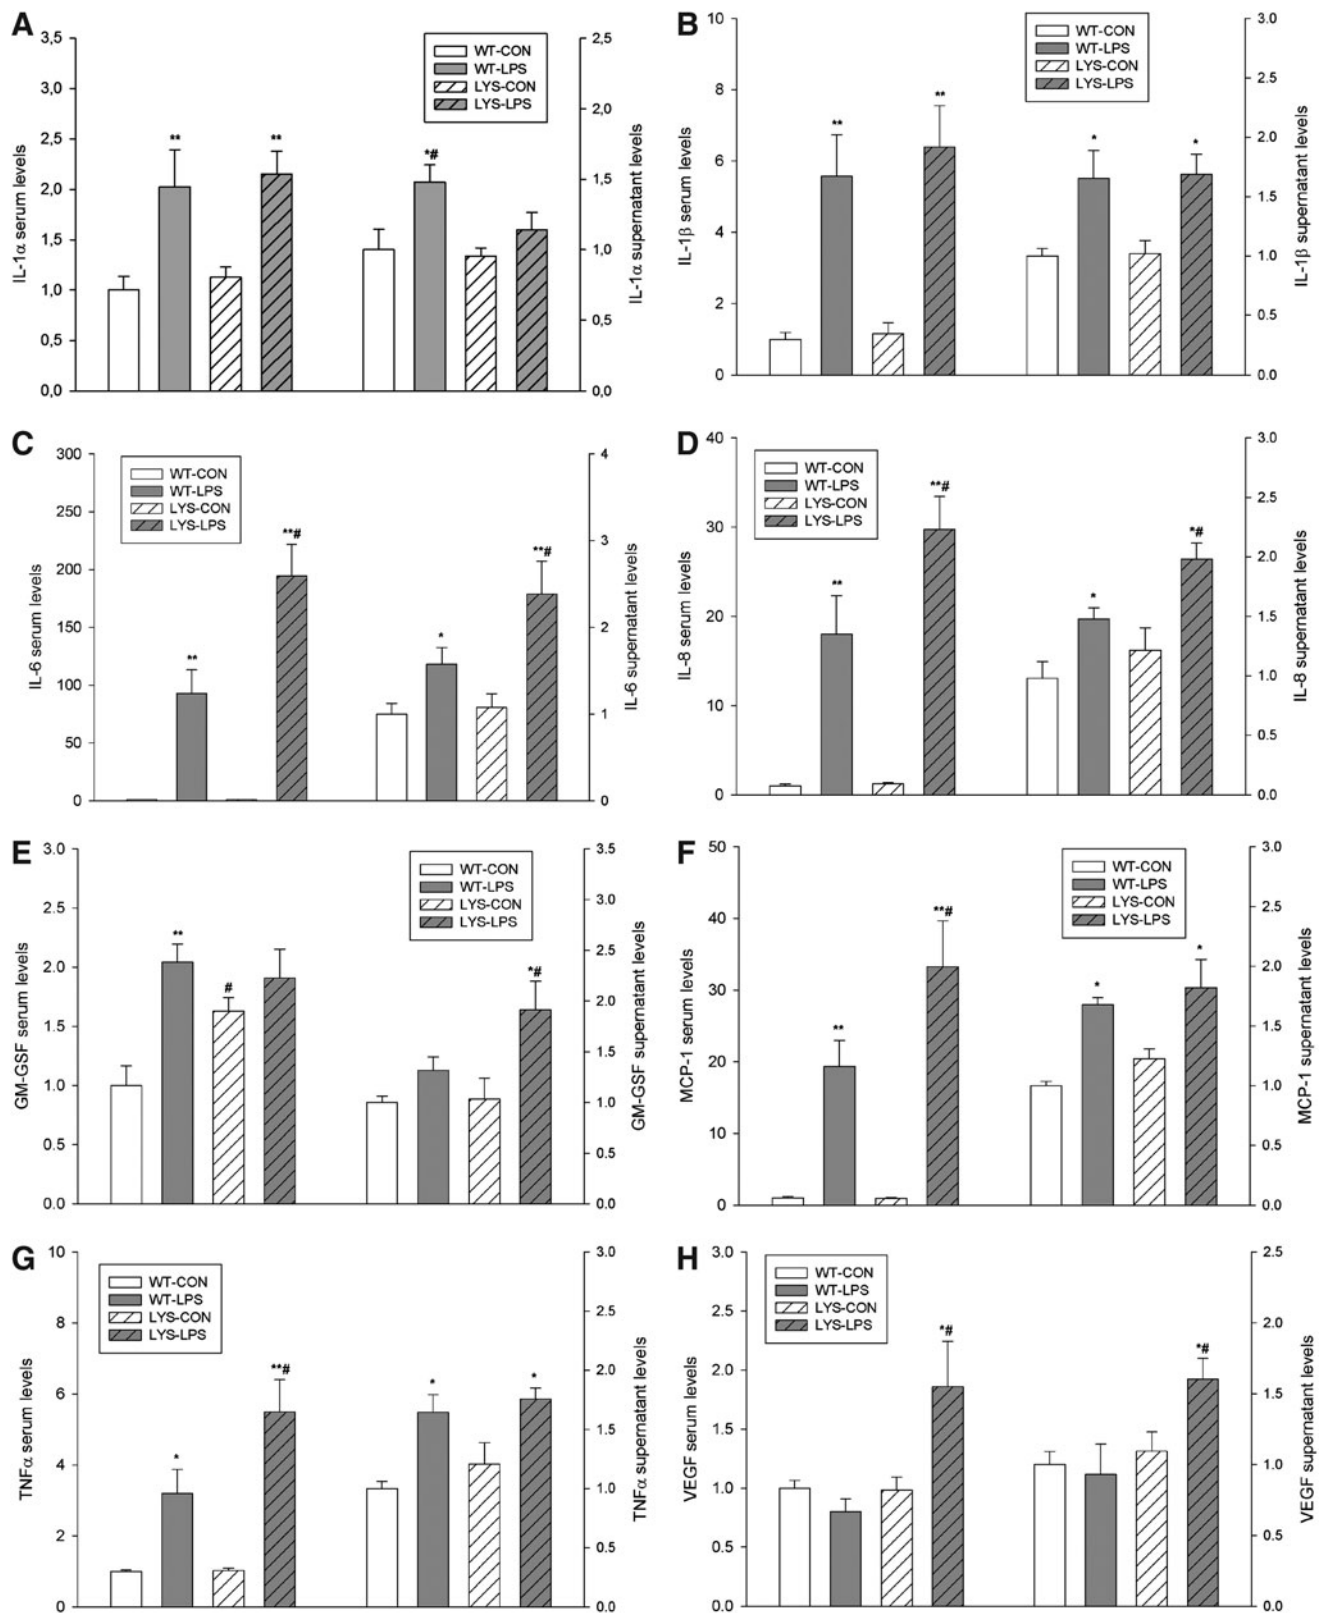 A
3,5
3,0
2,5
2,0
1,5
1,0
0,5
0,0
IL-1α serum levels
** ** *#
WT-CON
WT-LPS
LYS-CON
LYS-LPS
2,5
2,0
1,5
1,0
0,5
0,0
IL-1α supernatant levels
B
10
8
6
4
2
0
IL-1β serum levels
** ** * *
WT-CON
WT-LPS
LYS-CON
LYS-LPS
3.0
2.5
2.0
1.5
1.0
0.5
0.0
IL-1β supernatant levels
C
300
250
200
150
100
50
0
IL-6 serum levels
WT-CON
WT-LPS
LYS-CON
LYS-LPS
** **# * **#
4
3
2
1
0
IL-6 supernatant levels
D
40
30
20
10
0
IL-8 serum levels
WT-CON
WT-LPS
LYS-CON
LYS-LPS
** **# * *#
3.0
2.5
2.0
1.5
1.0
0.5
0.0
IL-8 supernatant levels
E
3.0
2.5
2.0
1.5
1.0
0.5
0.0
GM-GSF serum levels
** # *#
WT-CON
WT-LPS
LYS-CON
LYS-LPS
3.5
3.0
2.5
2.0
1.5
1.0
0.5
0.0
GM-GSF supernatant levels
F
50
40
30
20
10
0
MCP-1 serum levels
** **# * *
WT-CON
WT-LPS
LYS-CON
LYS-LPS
3.0
2.5
2.0
1.5
1.0
0.5
0.0
MCP-1 supernatant levels
G
10
8
6
4
2
0
TNFα serum levels
WT-CON
WT-LPS
LYS-CON
LYS-LPS
* **# * *
3.0
2.5
2.0
1.5
1.0
0.5
0.0
TNFα supernatant levels
H
3.0
2.5
2.0
1.5
1.0
0.5
0.0
VEGF serum levels
WT-CON
WT-LPS
LYS-CON
LYS-LPS
*# *#
2.5
2.0
1.5
1.0
0.5
0.0
VEGF supernatant levels